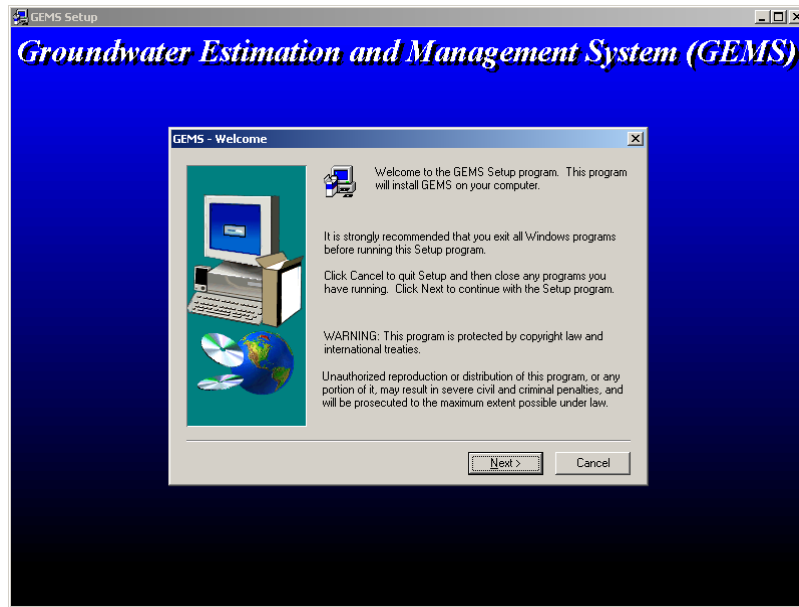 GEMS Setup
Groundwater Estimation and Management System (GEMS)
GEMS - Welcome
Welcome to the GEMS Setup program. This program
will install GEMS on your computer.
It is strongly recommended that you exit all Windows programs
before running this Setup program.
Click Cancel to quit Setup and then close any programs you
have running. Click Next to continue with the Setup program.
WARNING: This program is protected by copyright law and
international treaties.
Unauthorized reproduction or distribution of this program, or any
portion of it, may result in severe civil and criminal penalties, and
will be prosecuted to the maximum extent possible under law.
Next >
Cancel